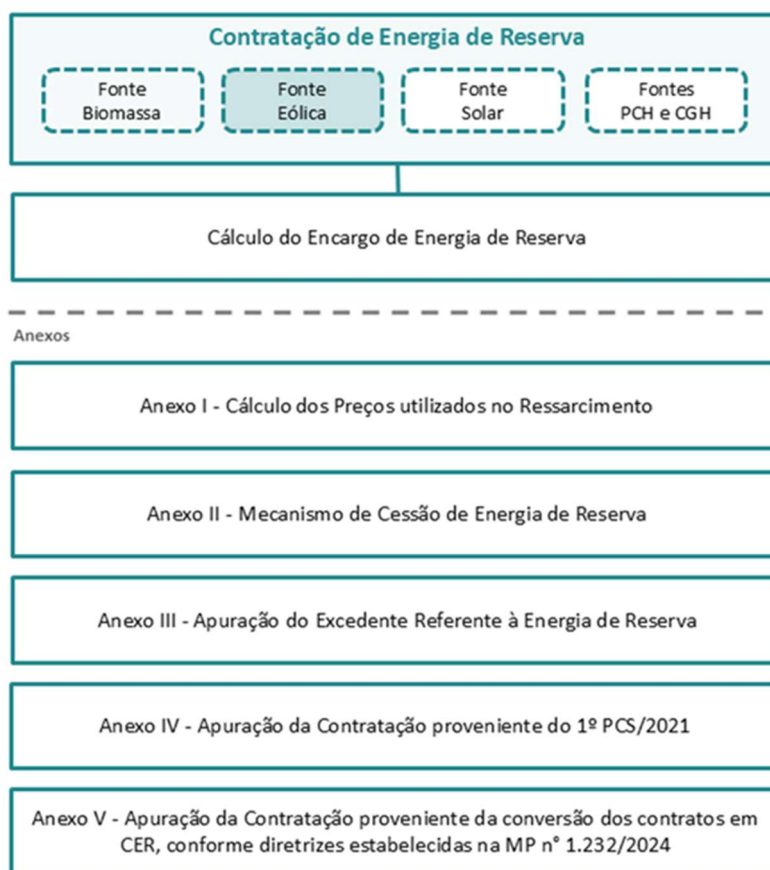 Contratação de Energia de Reserva
Fonte
Biomassa
Fonte
Eólica
Fonte
Solar
Fontes
PCH e CGH
Cálculo do Encargo de Energia de Reserva
Anexos
Anexo I - Cálculo dos Preços utilizados no Ressarcimento
Anexo II - Mecanismo de Cessão de Energia de Reserva
Anexo III - Apuração do Excedente Referente à Energia de Reserva
Anexo IV - Apuração da Contratação proveniente do 1º PCS/2021
Anexo V - Apuração da Contratação proveniente da conversão dos contratos em
CER, conforme diretrizes estabelecidas na MP n° 1.232/2024